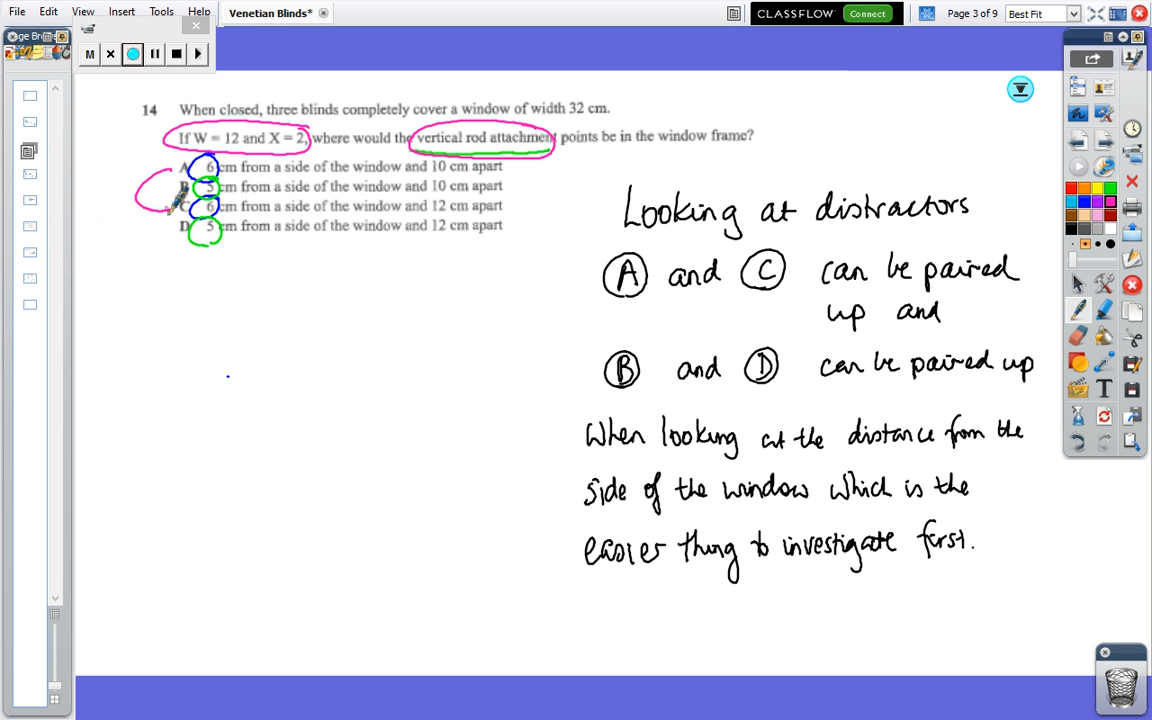 File Edit View Insert Tools Help
Venetian Blinds*
CLASSFLOW Connect
Page 3 of 9
Best Fit
M
14 When closed, three blinds completely cover a window of width 32 cm.
If W = 12 and X = 2, where would the vertical rod attachment points be in the window frame?
A 6 cm from a side of the window and 10 cm apart
B 5 cm from a side of the window and 10 cm apart
C 6 cm from a side of the window and 12 cm apart
D 5 cm from a side of the window and 12 cm apart
Looking at distractors
A and C can be paired
up and
B and D can be paired up
When looking at the distance from the
side of the window which is the
easier thing to investigate first.